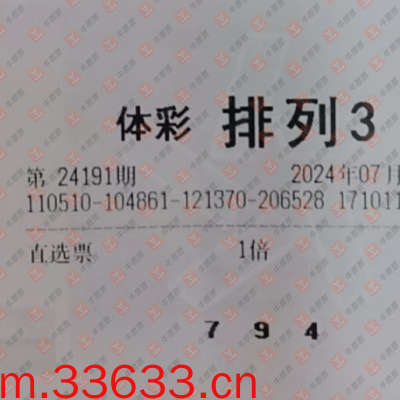 体彩 排列3
第 24191期 2024年07月
110510-104861-121370-206528 171011
直选票 1倍
7 9 4
m.33633.cn